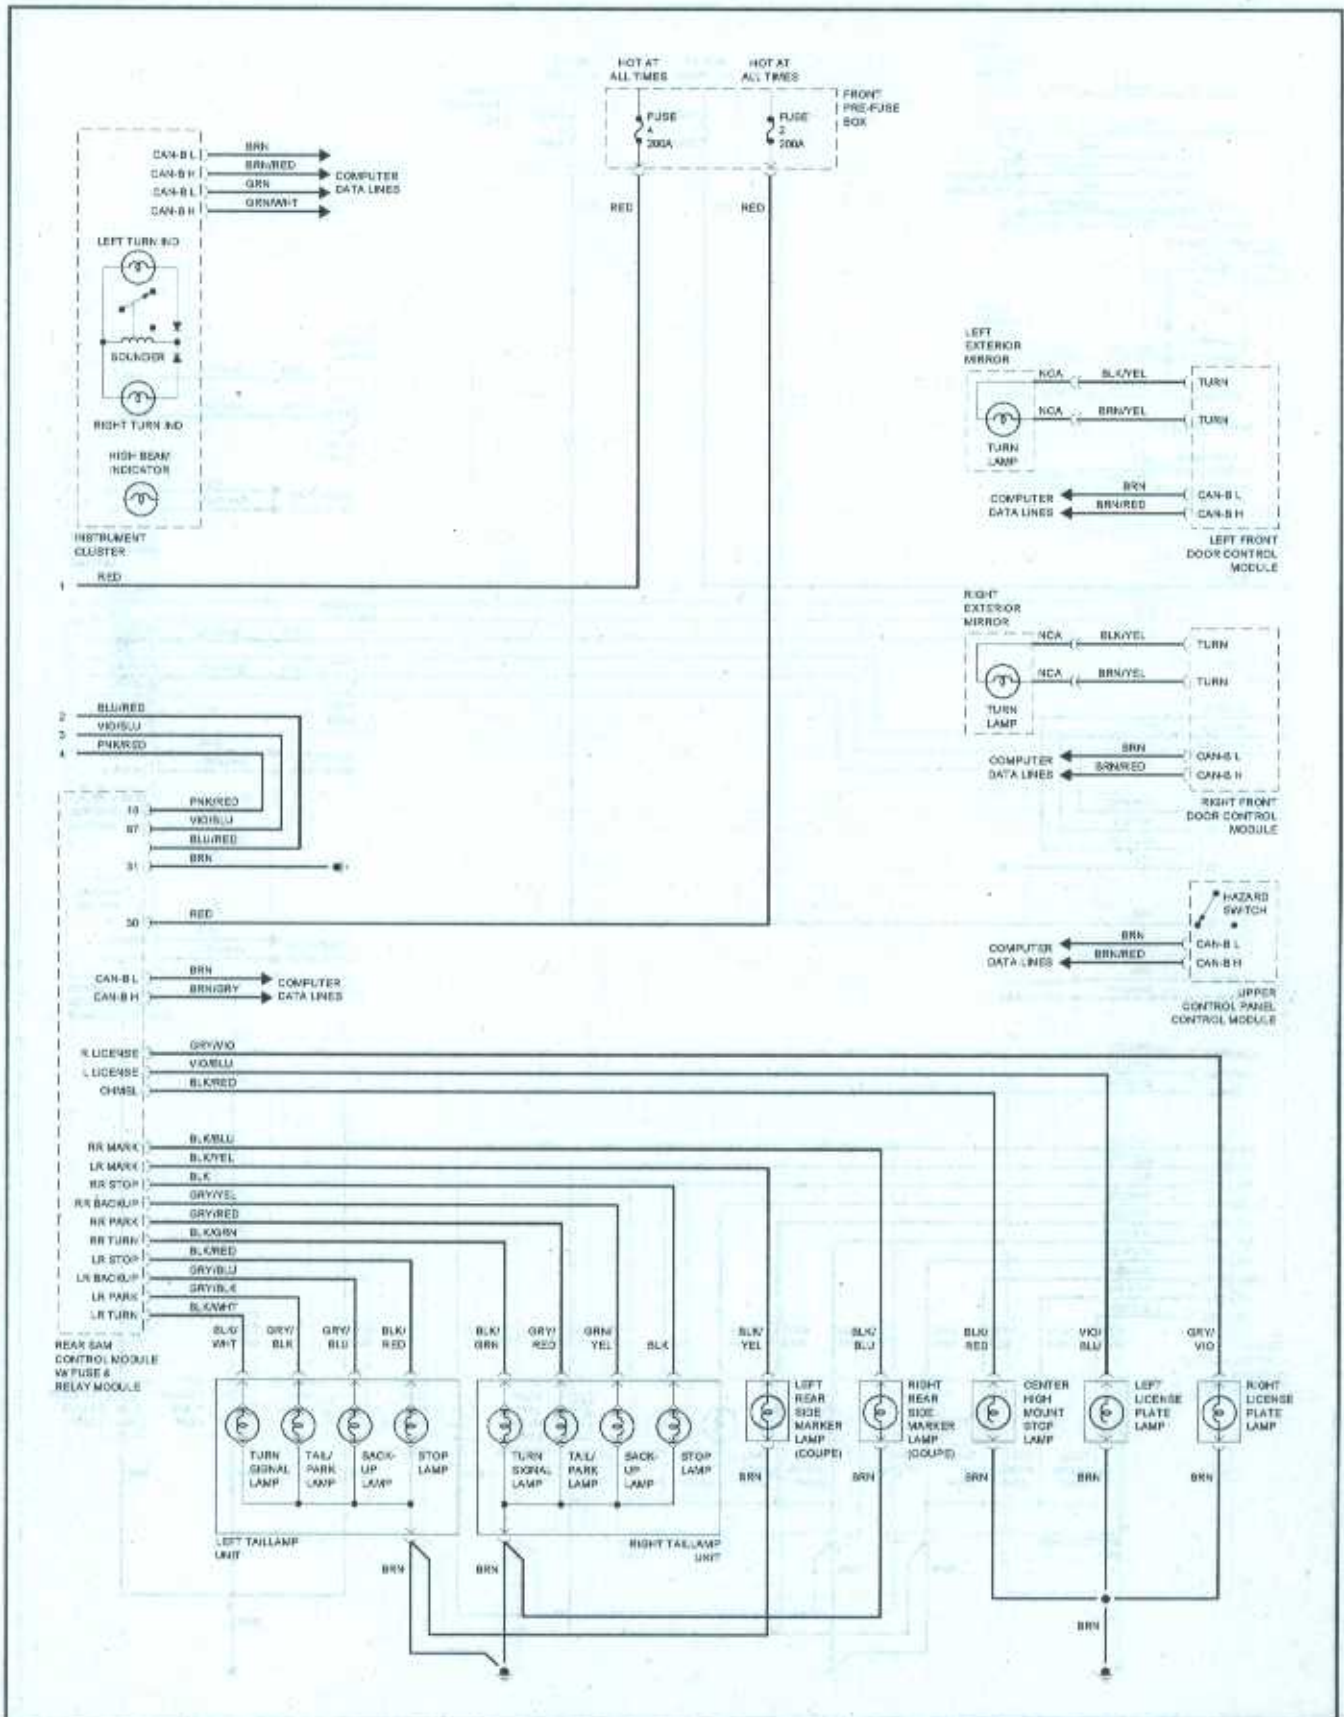 HOT AT
ALL TIMES
HOT AT
ALL TIMES
FRONT
PRE-FUSE
BOX
FUSE
4
200A
FUSE
2
200A
RED
RED
CAN-B L
BRN
CAN-B H
BRN/RED
CAN-B L
GRN
CAN-B H
GRN/WHT
COMPUTER
DATA LINES
LEFT TURN IND
SOUNDER
RIGHT TURN IND
HIGH BEAM
INDICATOR
INSTRUMENT
CLUSTER
1
RED
LEFT
EXTERIOR
MIRROR
NCA
BLK/YEL
TURN
NCA
BRN/YEL
TURN
TURN
LAMP
COMPUTER
DATA LINES
BRN
CAN-B L
BRN/RED
CAN-B H
LEFT FRONT
DOOR CONTROL
MODULE
RIGHT
EXTERIOR
MIRROR
NCA
BLK/YEL
TURN
NCA
BRN/YEL
TURN
TURN
LAMP
COMPUTER
DATA LINES
BRN
CAN-B L
BRN/RED
CAN-B H
RIGHT FRONT
DOOR CONTROL
MODULE
HAZARD
SWITCH
COMPUTER
DATA LINES
BRN
CAN-B L
BRN/RED
CAN-B H
UPPER
CONTROL PANEL
CONTROL MODULE
2
BLU/RED
3
VIO/BLU
4
PNK/RED
PNK/RED
87
VIO/BLU
BLU/RED
31
BRN
30
RED
CAN-B L
BRN
CAN-B H
BRN/GRY
COMPUTER
DATA LINES
R LICENSE
GRY/VIO
L LICENSE
VIO/BLU
CHMSL
BLK/RED
RR MARK
BLK/BLU
LR MARK
BLK/YEL
RR STOP
BLK
RR BACKUP
GRY/YEL
RR PARK
GRY/RED
RR TURN
BLK/GRN
LR STOP
BLK/RED
LR BACKUP
GRY/BLU
LR PARK
GRY/BLK
LR TURN
BLK/WHT
REAR SAM
CONTROL MODULE
W/ FUSE &
RELAY MODULE
BLK/
WHT
GRY/
BLK
GRY/
BLU
BLK/
RED
BLK/
GRN
GRY/
RED
GRN/
YEL
BLK
BLK/
YEL
BLK/
BLU
BLK/
RED
VIO/
BLU
GRY/
VIO
TURN
SIGNAL
LAMP
TAIL/
PARK
LAMP
BACK-
UP
LAMP
STOP
LAMP
LEFT TAILLAMP
UNIT
TURN
SIGNAL
LAMP
TAIL/
PARK
LAMP
BACK-
UP
LAMP
STOP
LAMP
RIGHT TAILLAMP
UNIT
LEFT
REAR
SIDE
MARKER
LAMP
(COUPE)
RIGHT
REAR
SIDE
MARKER
LAMP
(COUPE)
CENTER
HIGH
MOUNT
STOP
LAMP
LEFT
LICENSE
PLATE
LAMP
RIGHT
LICENSE
PLATE
LAMP
BRN
BRN
BRN
BRN
BRN
BRN
BRN
BRN